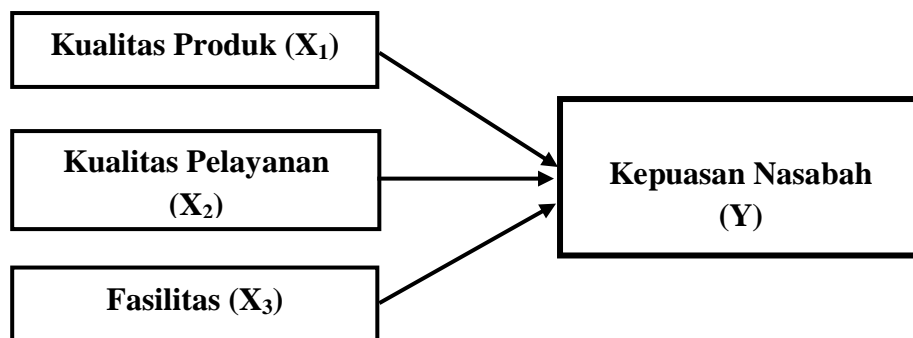 Kualitas Produk (X₁)
Kualitas Pelayanan
(X₂)
Fasilitas (X₃)
Kepuasan Nasabah
(Y)